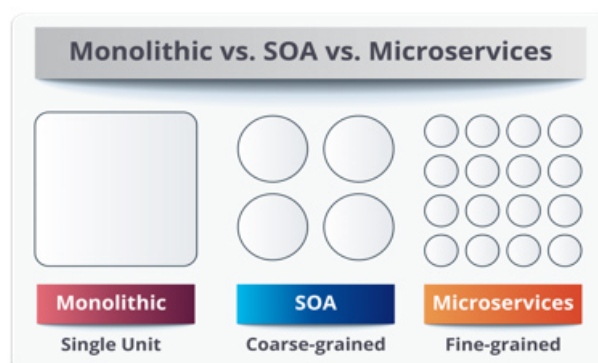 Monolithic vs. SOA vs. Microservices
Monolithic
SOA
Microservices
Single Unit
Coarse-grained
Fine-grained